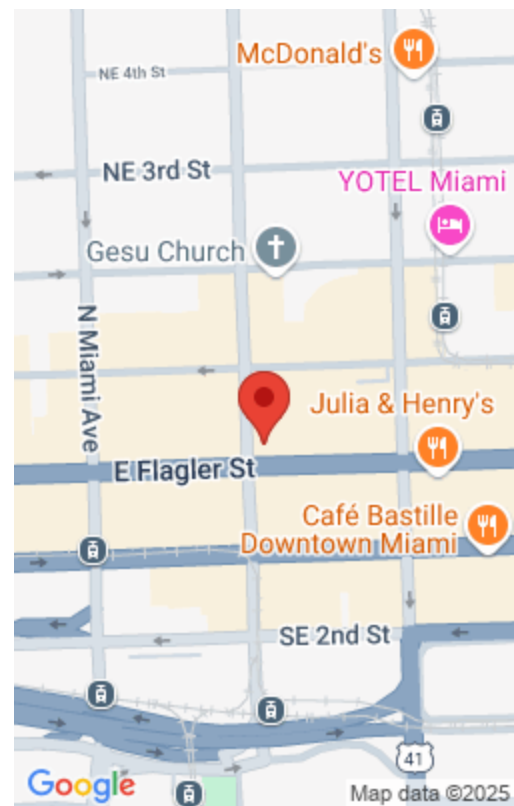 McDonald's
NE 4th St
NE 3rd St
YOTEL Miami
Gesu Church
N Miami Ave
Julia & Henry's
E Flagler St
Café Bastille
Downtown Miami
SE 2nd St
41
Google
Map data ©2025